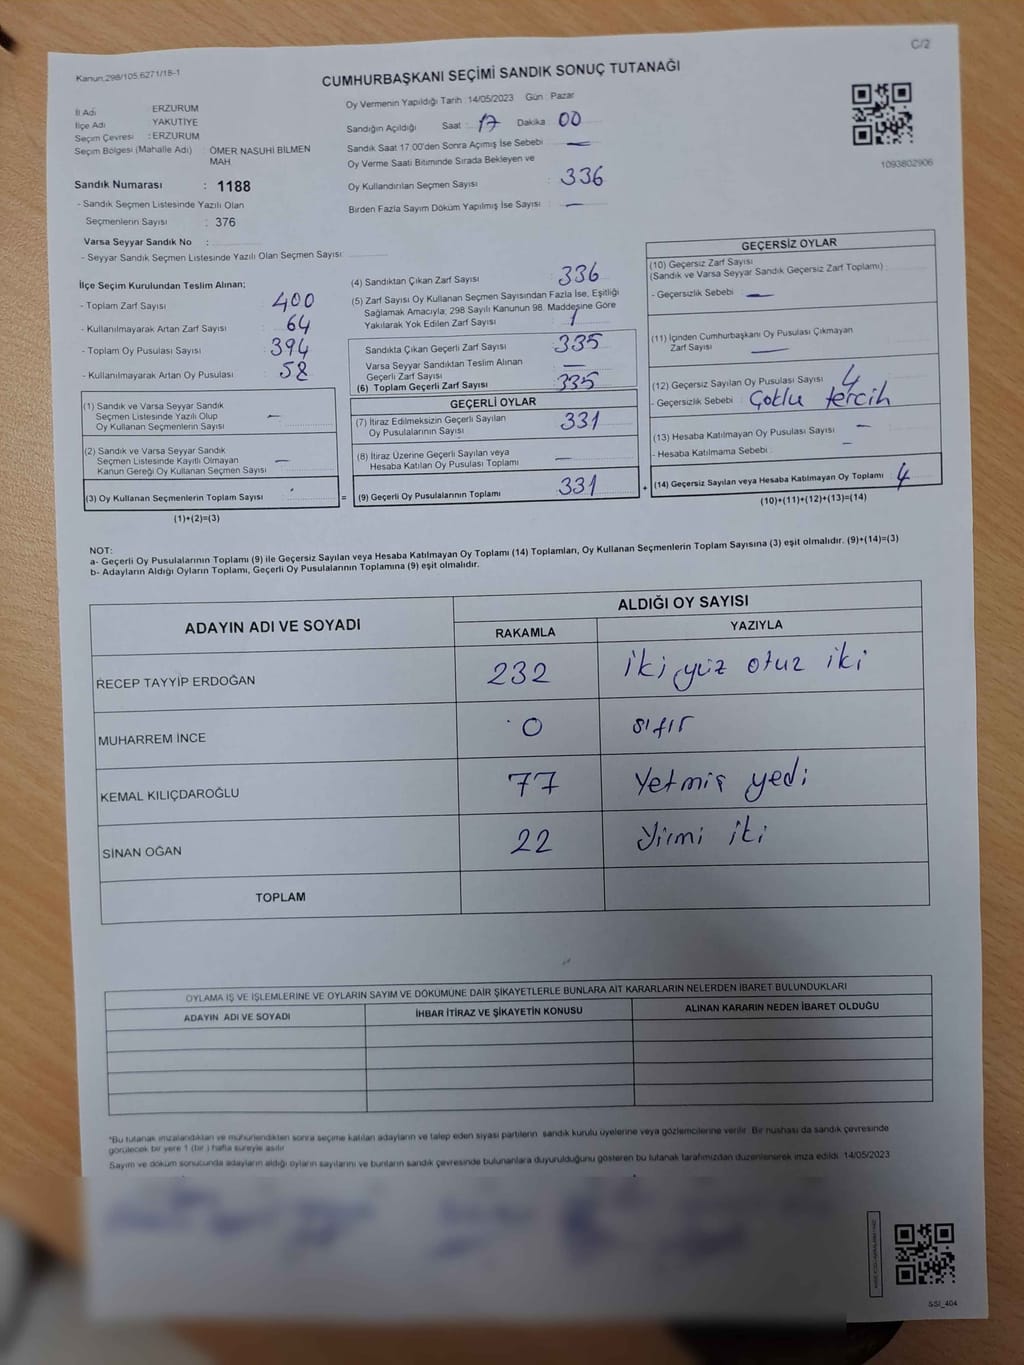 C/2
Kanun,298/105,6271/18-1
CUMHURBAŞKANI SEÇİMİ SANDIK SONUÇ TUTANAĞI
İl Adı : ERZURUM
İlçe Adı : YAKUTİYE
Seçim Çevresi : ERZURUM
Seçim Bölgesi (Mahalle Adı) : ÖMER NASUHİ BİLMEN
MAH
Sandık Numarası : 1188
- Sandık Seçmen Listesinde Yazılı Olan
Seçmenlerin Sayısı : 376
Varsa Seyyar Sandık No :
- Seyyar Sandık Seçmen Listesinde Yazılı Olan Seçmen Sayısı :
Oy Vermenin Yapıldığı Tarih :14/05/2023 Gün : Pazar
Sandığın Açıldığı Saat : 17 Dakika : 00
Sandık Saat 17.00'den Sonra Açımış İse Sebebi : —
Oy Verme Saati Bitiminde Sırada Bekleyen ve
Oy Kullandırılan Seçmen Sayısı : 336
Birden Fazla Sayım Döküm Yapılmış İse Sayısı : —
1093802906
İlçe Seçim Kurulundan Teslim Alınan;
- Toplam Zarf Sayısı : 400
- Kullanılmayarak Artan Zarf Sayısı : 64
- Toplam Oy Pusulası Sayısı : 394
- Kullanılmayarak Artan Oy Pusulası : 58
(1) Sandık ve Varsa Seyyar Sandık
Seçmen Listesinde Yazılı Olup
Oy Kullanan Seçmenlerin Sayısı : —
(2) Sandık ve Varsa Seyyar Sandık
Seçmen Listesinde Kayıtlı Olmayan
Kanun Gereği Oy Kullanan Seçmen Sayısı : —
(3) Oy Kullanan Seçmenlerin Toplam Sayısı :
(1)+(2)=(3)
=
(4) Sandıktan Çıkan Zarf Sayısı : 336
(5) Zarf Sayısı Oy Kullanan Seçmen Sayısından Fazla İse, Eşitliği
Sağlamak Amacıyla; 298 Sayılı Kanunun 98. Maddesine Göre
Yakılarak Yok Edilen Zarf Sayısı : 1
Sandıkta Çıkan Geçerli Zarf Sayısı : 335
Varsa Seyyar Sandıktan Teslim Alınan
Geçerli Zarf Sayısı : —
(6) Toplam Geçerli Zarf Sayısı : 335
GEÇERLİ OYLAR
(7) İtiraz Edilmeksizin Geçerli Sayılan
Oy Pusulalarının Sayısı : 331
(8) İtiraz Üzerine Geçerli Sayılan veya
Hesaba Katılan Oy Pusulası Toplamı : —
(9) Geçerli Oy Pusulalarının Toplamı : 331
+
GEÇERSİZ OYLAR
(10) Geçersiz Zarf Sayısı
(Sandık ve Varsa Seyyar Sandık Geçersiz Zarf Toplamı) :
- Geçersizlik Sebebi : —
(11) İçinden Cumhurbaşkanı Oy Pusulası Çıkmayan
Zarf Sayısı : —
(12) Geçersiz Sayılan Oy Pusulası Sayısı : 4
- Geçersizlik Sebebi : Çoklu tercih
(13) Hesaba Katılmayan Oy Pusulası Sayısı : —
- Hesaba Katılmama Sebebi : —
(14) Geçersiz Sayılan veya Hesaba Katılmayan Oy Toplamı : 4
(10)+(11)+(12)+(13)=(14)
NOT:
a- Geçerli Oy Pusulalarının Toplamı (9) ile Geçersiz Sayılan veya Hesaba Katılmayan Oy Toplamı (14) Toplamları, Oy Kullanan Seçmenlerin Toplam Sayısına (3) eşit olmalıdır. (9)+(14)=(3)
b- Adayların Aldığı Oyların Toplamı, Geçerli Oy Pusulalarının Toplamına (9) eşit olmalıdır.
ADAYIN ADI VE SOYADI
ALDIĞI OY SAYISI
RAKAMLA YAZIYLA
RECEP TAYYİP ERDOĞAN 232 iki yüz otuz iki
MUHARREM İNCE 0 sıfır
KEMAL KILIÇDAROĞLU 77 Yetmiş yedi
SİNAN OĞAN 22 Yirmi iki
TOPLAM
OYLAMA İŞ VE İŞLEMLERİNE VE OYLARIN SAYIM VE DÖKÜMÜNE DAİR ŞİKAYETLERLE BUNLARA AİT KARARLARIN NELERDEN İBARET BULUNDUKLARI
ADAYIN ADI VE SOYADI İHBAR İTİRAZ VE ŞİKAYETİN KONUSU ALINAN KARARIN NEDEN İBARET OLDUĞU
*Bu tutanak imzalandıktan ve mühürlendikten sonra seçime katılan adayların ve talep eden siyasi partilerin sandık kurulu üyelerine veya gözlemcilerine verilir. Bir nushası da sandık çevresinde
görülecek bir yere 1 (bir ) hafta süreyle asılır
Sayım ve döküm sonucunda adayların aldığı oyların sayılarını ve bunların sandık çevresinde bulunanlara duyurulduğunu gösteren bu tutanak tarafımızdan düzenlenerek imza edildi. 14/05/2023
SSI_404